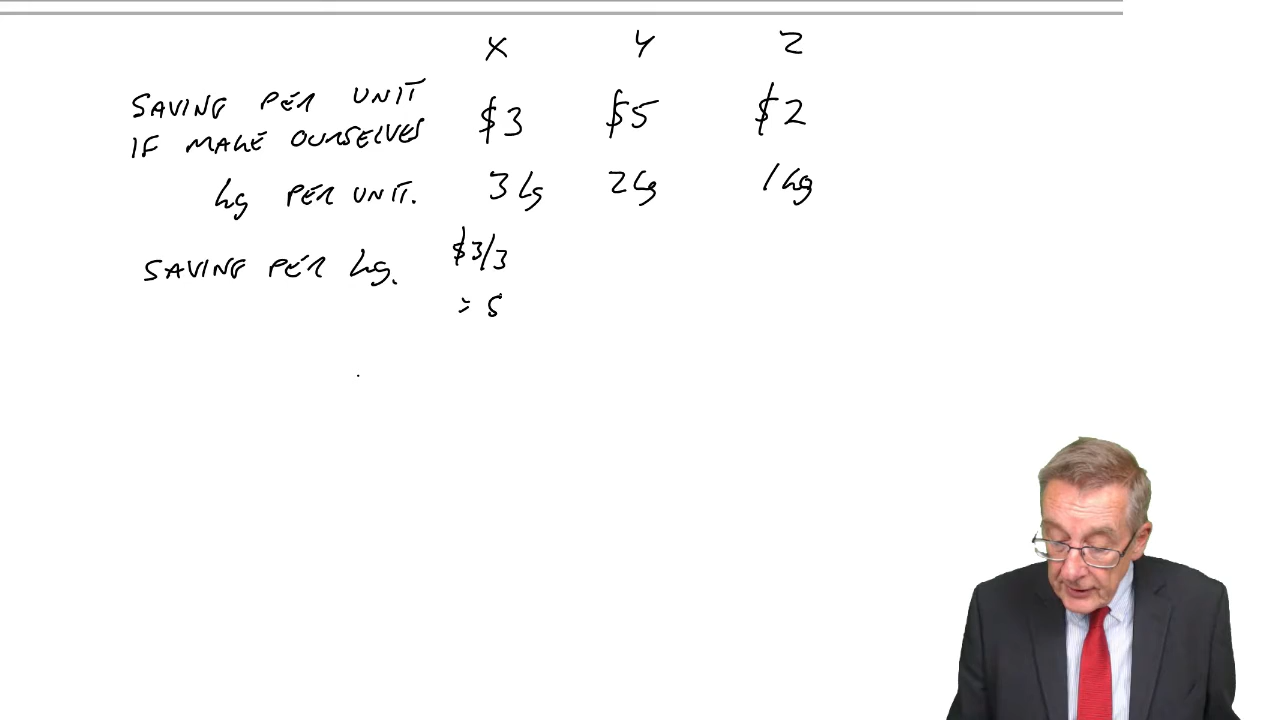 X Y Z
SAVING PER UNIT
IF MAKE OURSELVES $3 $5 $2
kg PER UNIT. 3kg 2kg 1kg
SAVING PER kg. $3/3
=